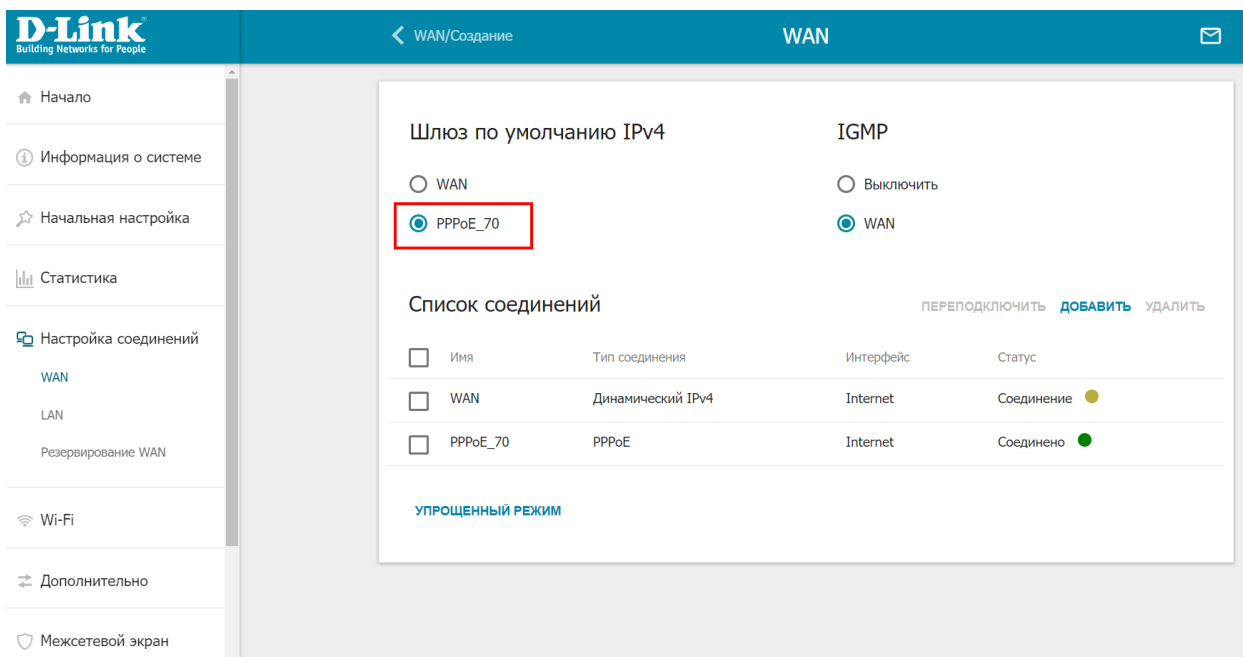 D-Link
Building Networks for People
WAN/Создание
WAN
Начало
Информация о системе
Начальная настройка
Статистика
Настройка соединений
WAN
LAN
Резервирование WAN
Wi-Fi
Дополнительно
Межсетевой экран
Шлюз по умолчанию IPv4
WAN
PPPoE_70
IGMP
Выключить
WAN
Список соединений
ПЕРЕПОДКЛЮЧИТЬ ДОБАВИТЬ УДАЛИТЬ
Имя Тип соединения Интерфейс Статус
WAN Динамический IPv4 Internet Соединение
PPPoE_70 PPPoE Internet Соединено
УПРОЩЕННЫЙ РЕЖИМ